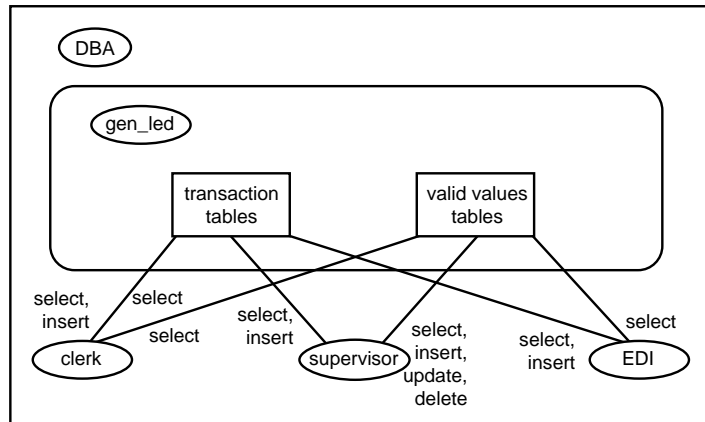 DBA
gen_led
transaction
tables
valid values
tables
select,
insert
select
select
select,
insert
select,
insert,
update,
delete
select,
insert
select
clerk
supervisor
EDI